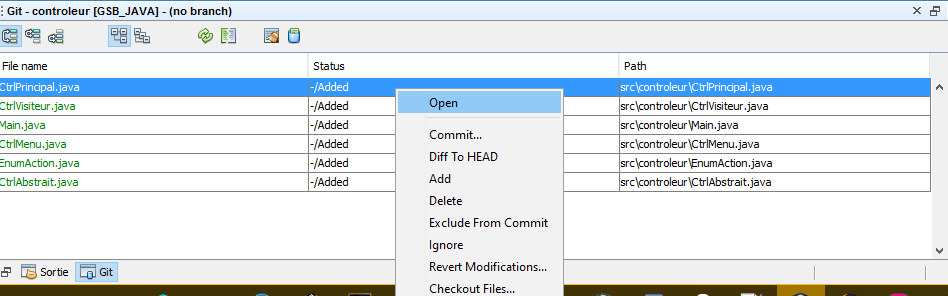 Git - controleur [GSB_JAVA] - (no branch)
File name Status Path
CtrlPrincipal.java -/Added src\controleur\CtrlPrincipal.java
CtrlVisiteur.java -/Added src\controleur\CtrlVisiteur.java
Main.java -/Added src\controleur\Main.java
CtrlMenu.java -/Added src\controleur\CtrlMenu.java
EnumAction.java -/Added src\controleur\EnumAction.java
CtrlAbstrait.java -/Added src\controleur\CtrlAbstrait.java
Open
Commit...
Diff To HEAD
Add
Delete
Exclude From Commit
Ignore
Revert Modifications...
Checkout Files...
Sortie Git